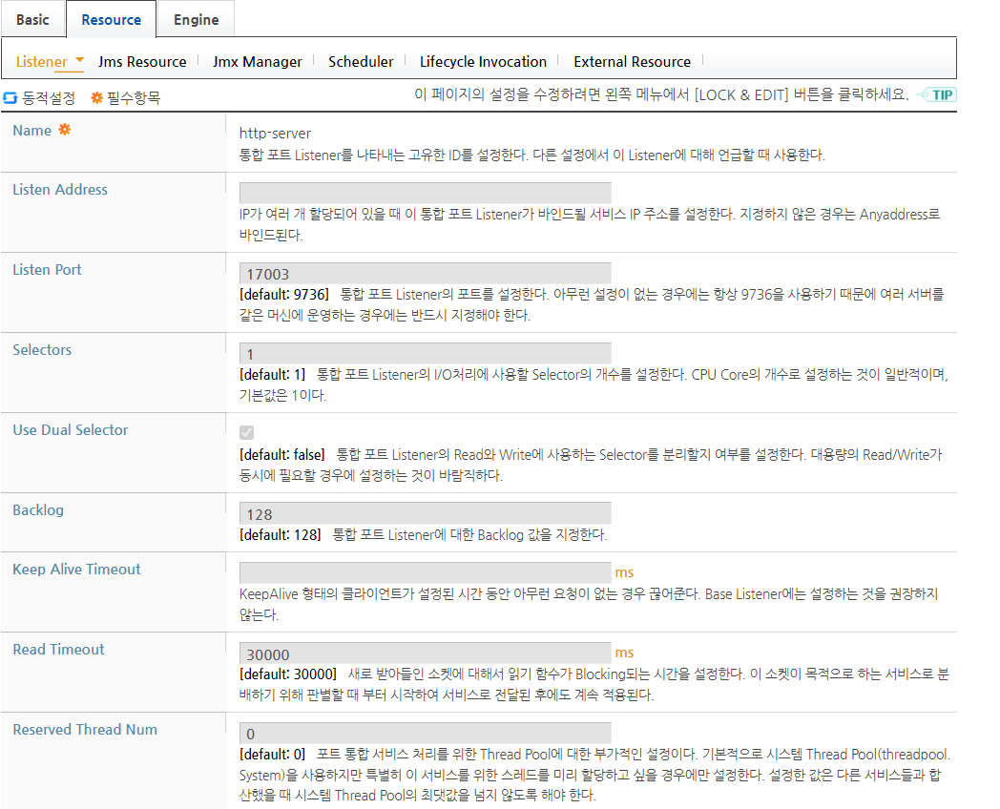 Basic Resource Engine
Listener Jms Resource Jmx Manager Scheduler Lifecycle Invocation External Resource
동적설정 필수항목 이 페이지의 설정을 수정하려면 왼쪽 메뉴에서 [LOCK & EDIT] 버튼을 클릭하세요. TIP
Name
http-server
통합 포트 Listener를 나타내는 고유한 ID를 설정한다. 다른 설정에서 이 Listener에 대해 언급할 때 사용한다.
Listen Address
IP가 여러 개 할당되어 있을 때 이 통합 포트 Listener가 바인드될 서비스 IP 주소를 설정한다. 지정하지 않은 경우는 Anyaddress로
바인드된다.
Listen Port
17003
[default: 9736] 통합 포트 Listener의 포트를 설정한다. 아무런 설정이 없는 경우에는 항상 9736을 사용하기 때문에 여러 서버를
같은 머신에 운영하는 경우에는 반드시 지정해야 한다.
Selectors
1
[default: 1] 통합 포트 Listener의 I/O처리에 사용할 Selector의 개수를 설정한다. CPU Core의 개수로 설정하는 것이 일반적이며,
기본값은 1이다.
Use Dual Selector
[default: false] 통합 포트 Listener의 Read와 Write에 사용하는 Selector를 분리할지 여부를 설정한다. 대용량의 Read/Write가
동시에 필요할 경우에 설정하는 것이 바람직하다.
Backlog
128
[default: 128] 통합 포트 Listener에 대한 Backlog 값을 지정한다.
Keep Alive Timeout
ms
KeepAlive 형태의 클라이언트가 설정된 시간 동안 아무런 요청이 없는 경우 끊어준다. Base Listener에는 설정하는 것을 권장하지
않는다.
Read Timeout
30000 ms
[default: 30000] 새로 받아들인 소켓에 대해서 읽기 함수가 Blocking되는 시간을 설정한다. 이 소켓이 목적으로 하는 서비스로 분
배하기 위해 판별할 때 부터 시작하여 서비스로 전달된 후에도 계속 적용된다.
Reserved Thread Num
0
[default: 0] 포트 통합 서비스 처리를 위한 Thread Pool에 대한 부가적인 설정이다. 기본적으로 시스템 Thread Pool(threadpool.
System)을 사용하지만 특별히 이 서비스를 위한 스레드를 미리 할당하고 싶을 경우에만 설정한다. 설정한 값은 다른 서비스들과 합
산했을 때 시스템 Thread Pool의 최댓값을 넘지 않도록 해야 한다.